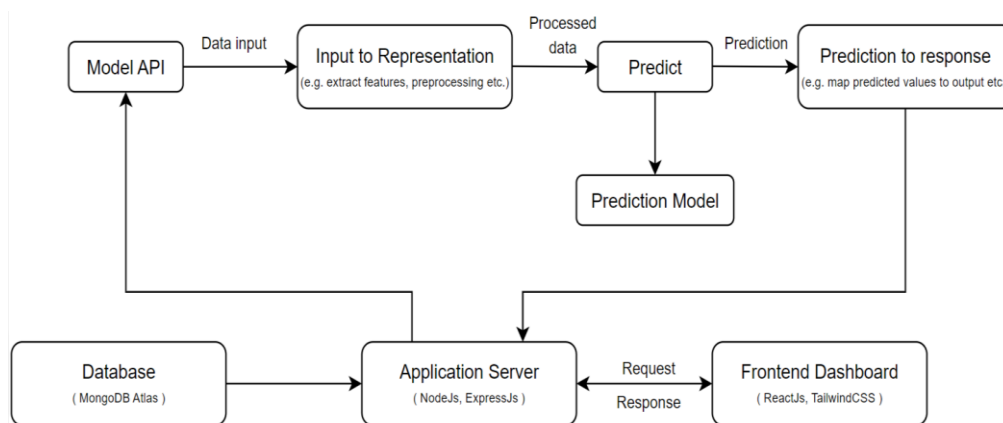 Model API
Data input
Input to Representation
(e.g. extract features, preprocessing etc.)
Processed
data
Predict
Prediction
Prediction to response
(e.g. map predicted values to output etc.
Prediction Model
Database
( MongoDB Atlas )
Application Server
( NodeJs, ExpressJs )
Request
Response
Frontend Dashboard
( ReactJs, TailwindCSS )